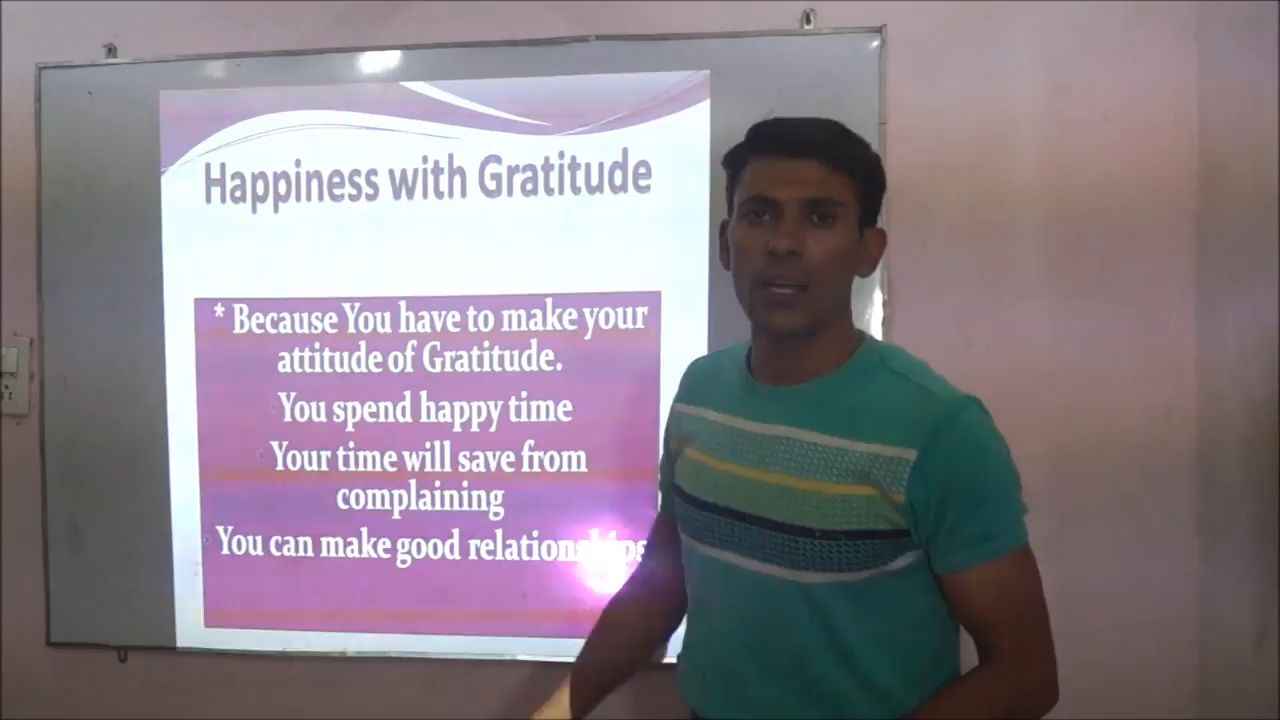 Happiness with Gratitude
* Because You have to make your
attitude of Gratitude.
You spend happy time
Your time will save from
complaining
You can make good relationships